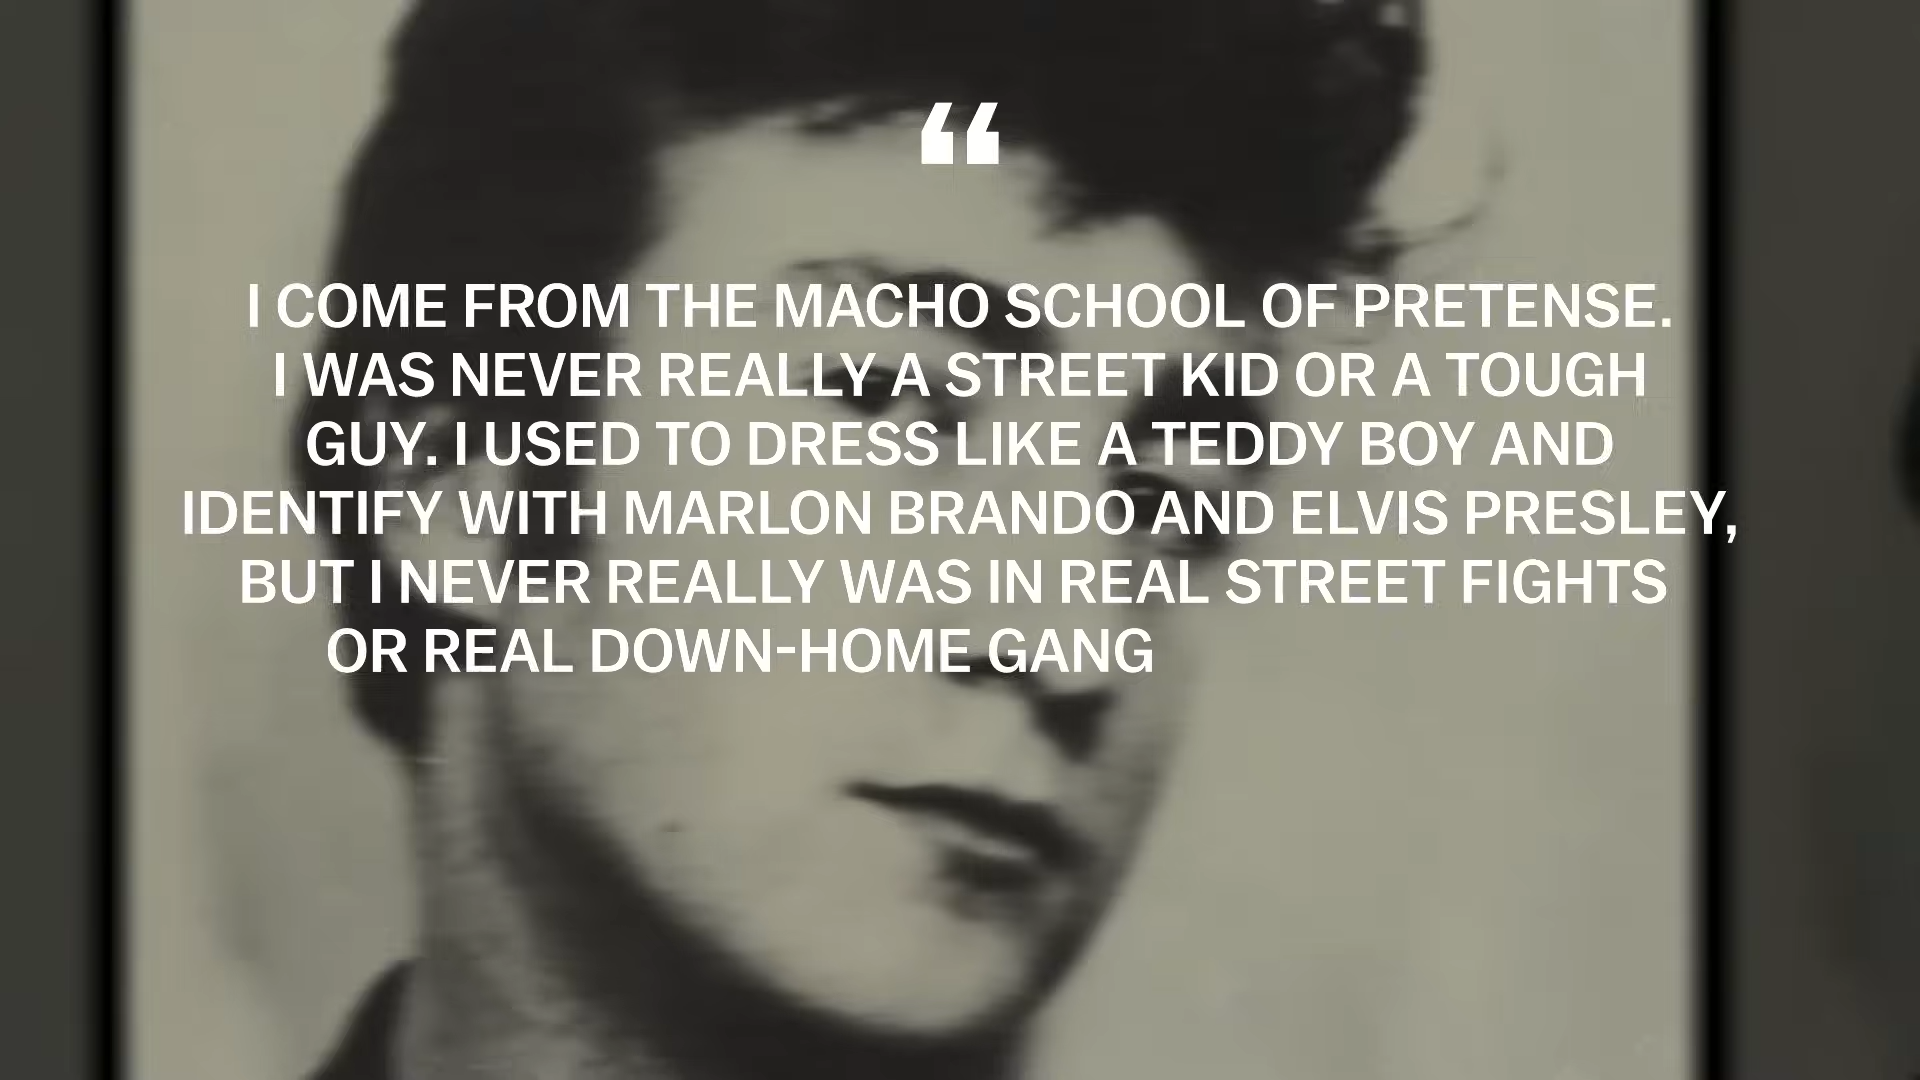 “
I COME FROM THE MACHO SCHOOL OF PRETENSE.
I WAS NEVER REALLY A STREET KID OR A TOUGH
GUY. I USED TO DRESS LIKE A TEDDY BOY AND
IDENTIFY WITH MARLON BRANDO AND ELVIS PRESLEY,
BUT I NEVER REALLY WAS IN REAL STREET FIGHTS
OR REAL DOWN-HOME GANG